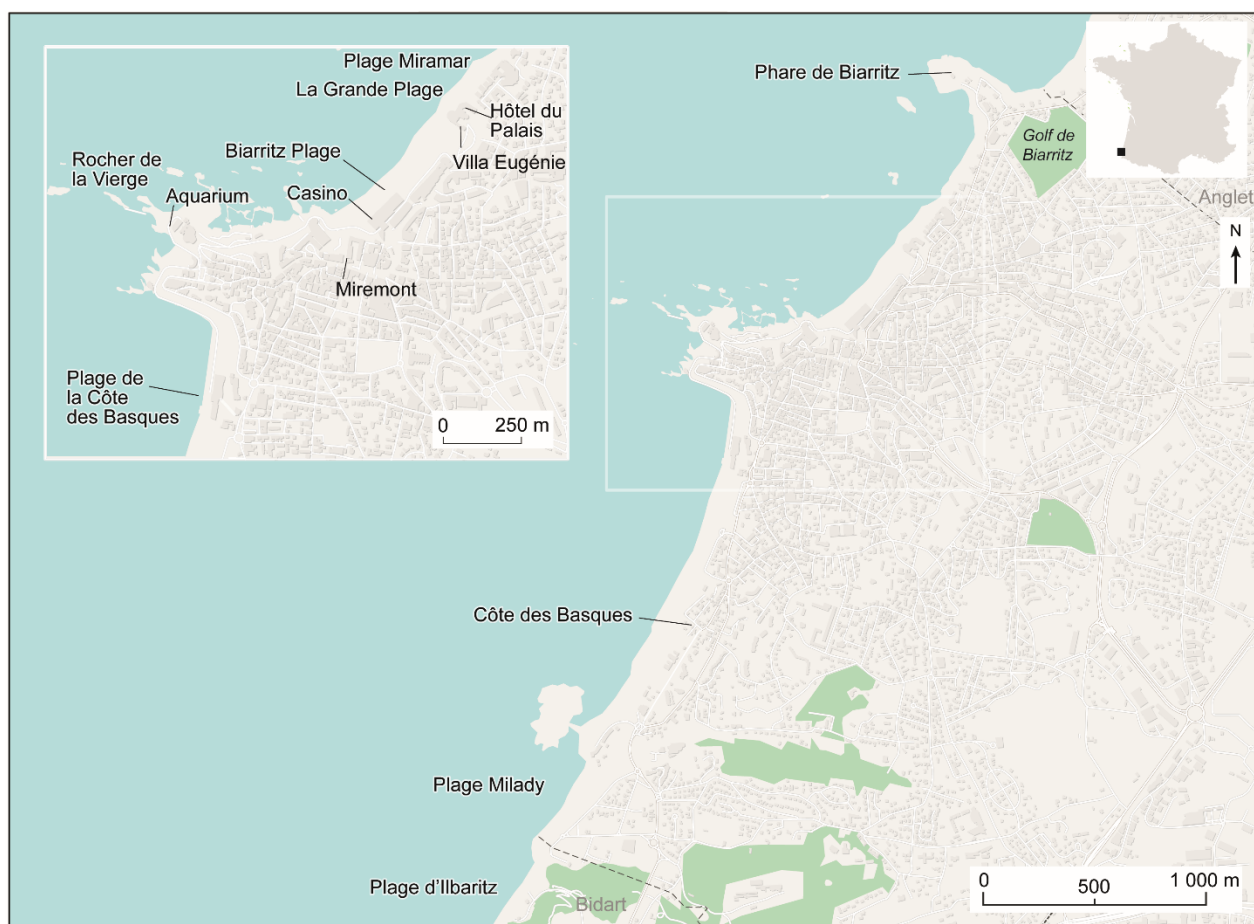 Plage Miramar
La Grande Plage
Hôtel du
Palais
Biarritz Plage
Villa Eugénie
Rocher de
la Vierge
Aquarium
Casino
Miremont
Plage de
la Côte
des Basques
0 250 m
Phare de Biarritz
Golf de
Biarritz
Anglet
N
Côte des Basques
Plage Milady
Plage d'Ilbaritz
Bidart
0 500 1 000 m